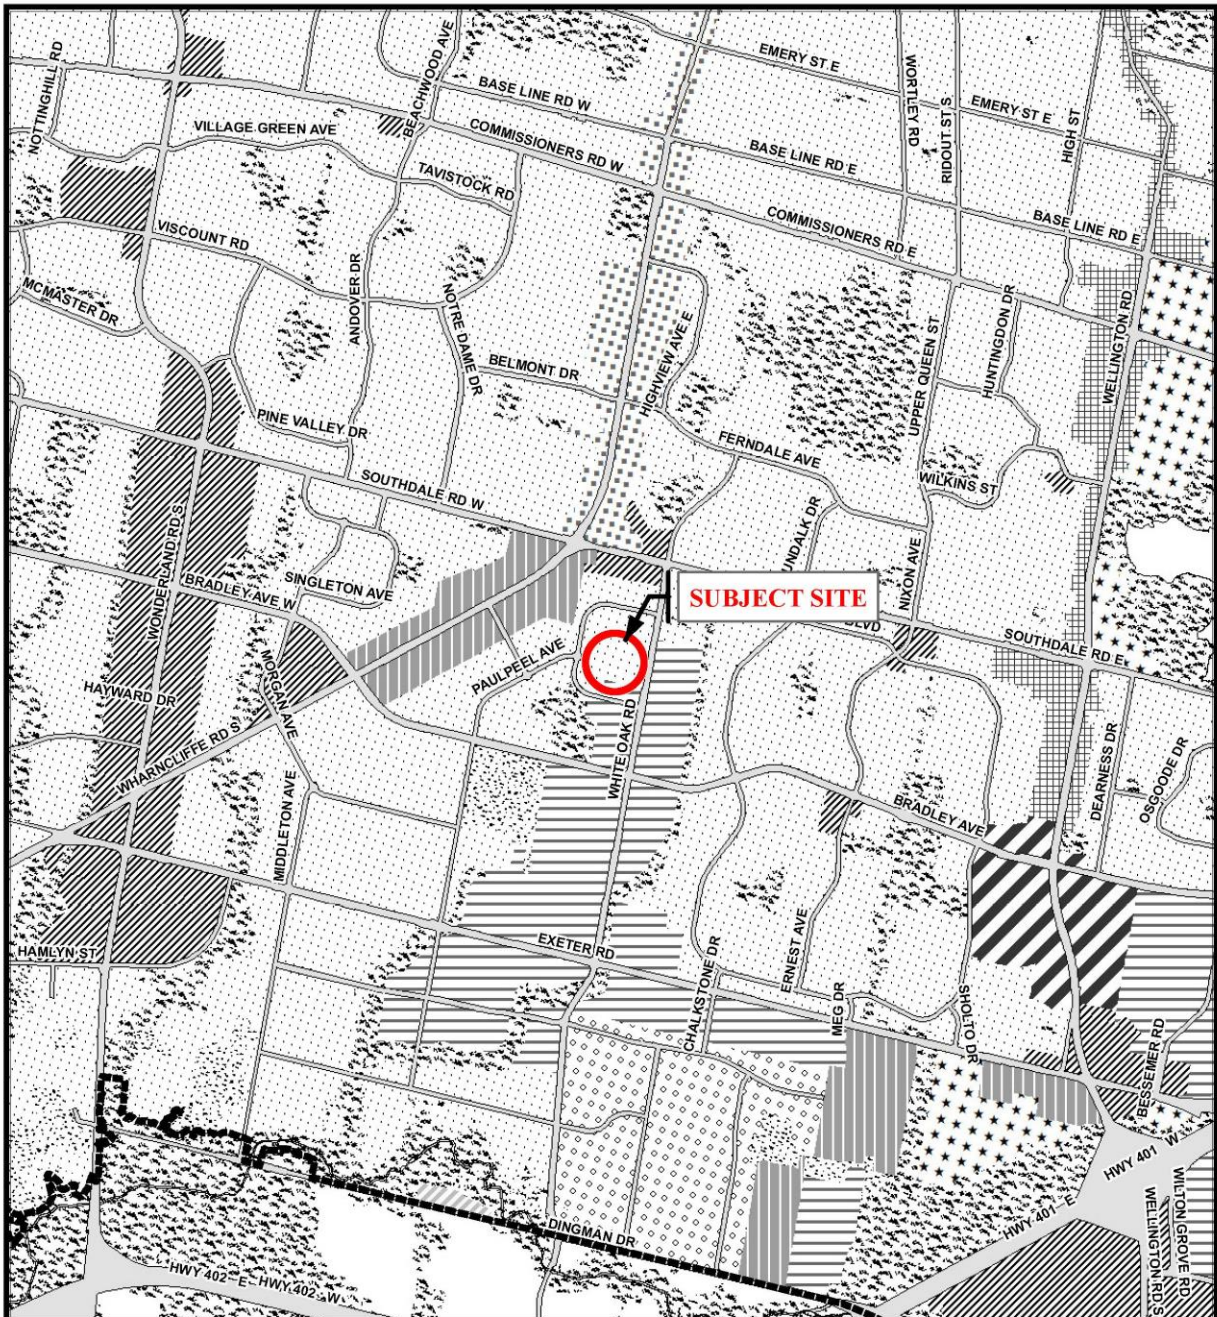 EMERY ST E
NOTTINGHILL RD
BEACHWOOD AVE
BASE LINE RD W
WORTLEY RD
RIDOUT ST S
EMERY ST E
HIGH ST
VILLAGE GREEN AVE
COMMISSIONERS RD W
BASE LINE RD E
TAVISTOCK RD
COMMISSIONERS RD E
BASE LINE RD E
VISCOUNT RD
ANDOVER DR
NOTRE DAME DR
MCMASTER DR
HIGHVIEW AVE E
UPPER QUEEN ST
HUNTINGDON DR
WELLINGTON RD
BELMONT DR
PINE VALLEY DR
FERNDALE AVE
WILKINS ST
SOUTHDALE RD W
WONDERLAND RD S
UNDALK DR
NIXON AVE
BRADLEY AVE W
SINGLETON AVE
SUBJECT SITE
BLVD
SOUTHDALE RD E
PAULPEEL AVE
MORGAN AVE
HAYWARD DR
WHARNCLIFFE RD S
WHITE OAK RD
DEARNESS DR
OSGOODE DR
MIDDLETON AVE
BRADLEY AVE
HAMLYN ST
EXETER RD
CHALKSTONE DR
ERNEST AVE
MEG DR
SHOLTO DR
BESSEMER RD
HWY 401 W
HWY 401 E
DINGMAN DR
HWY 402 E
HWY 402 W
WELLINGTON RD S
WILTON GROVE RD